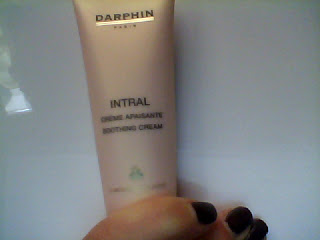 DARPHIN
PARIS
INTRAL
CRÈME APAISANTE
SOOTHING CREAM